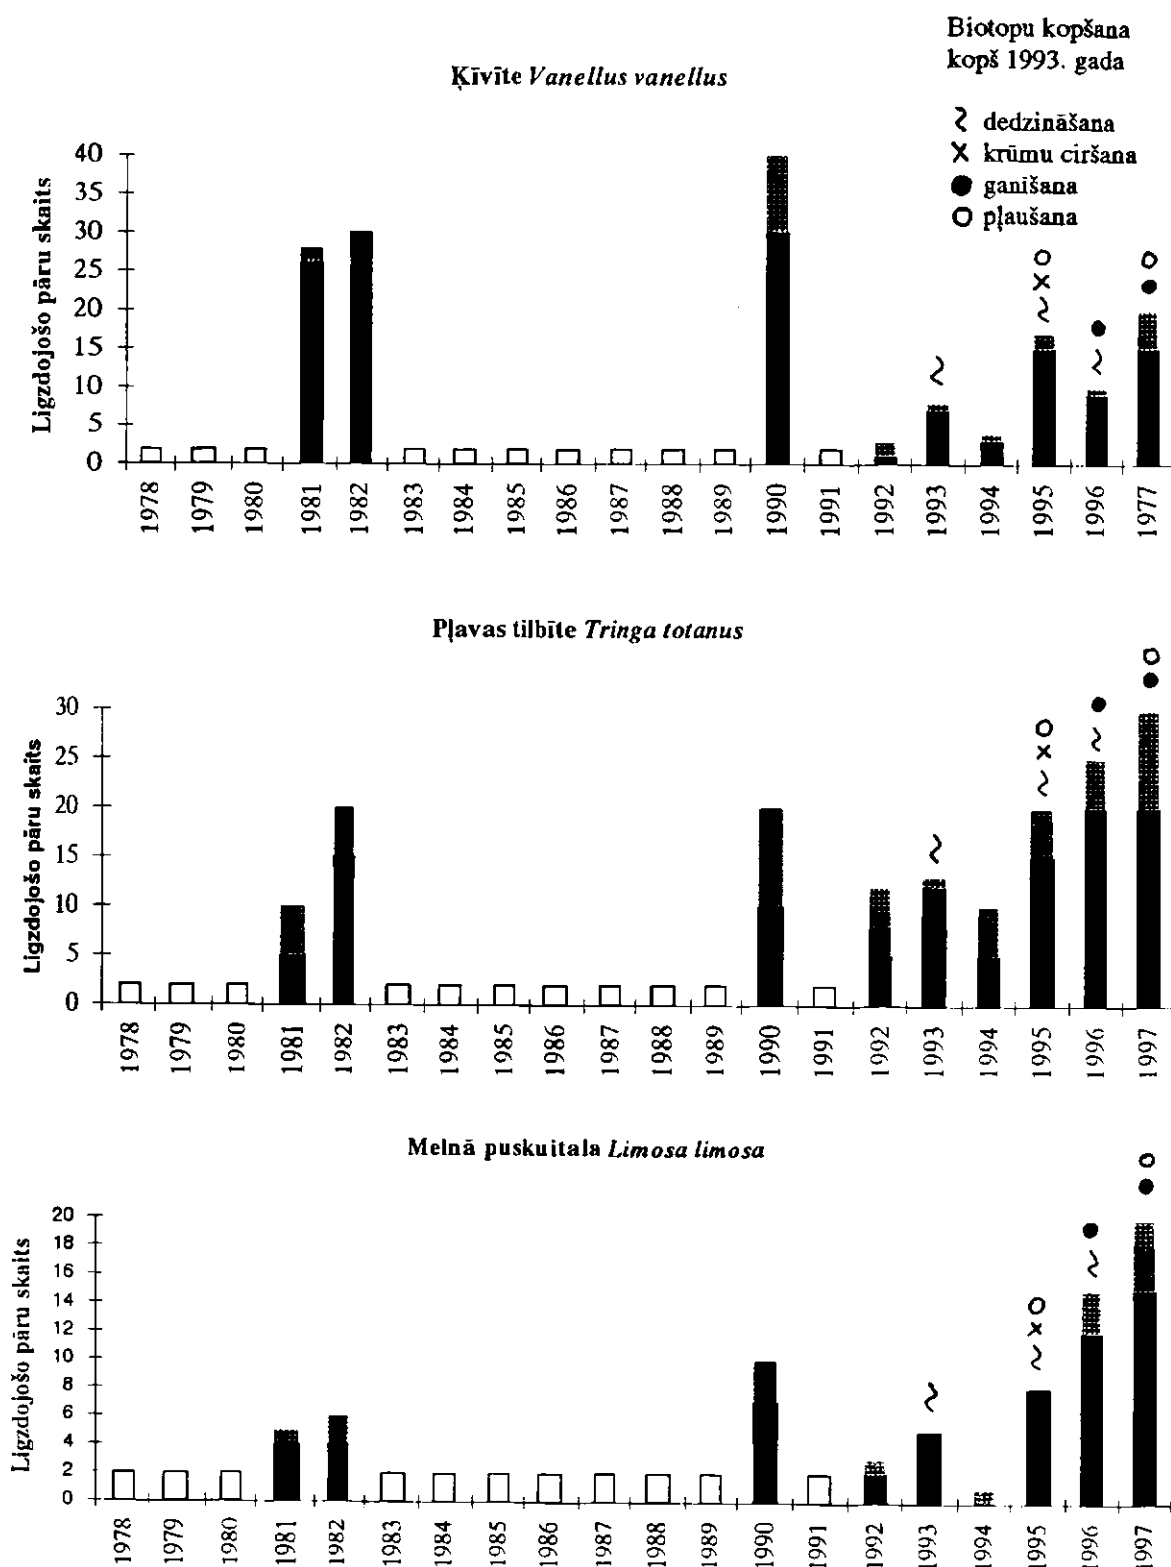 Biotopu kopšana
kopš 1993. gada
dedzināšana
krūmu ciršana
ganīšana
pļaušana
Ķīvīte Vanellus vanellus
Ligzdojošo pāru skaits
40
35
30
25
20
15
10
5
0
1978 1979 1980 1981 1982 1983 1984 1985 1986 1987 1988 1989 1990 1991 1992 1993 1994 1995 1996 1977
Pļavas tilbīte Tringa totanus
Ligzdojošo pāru skaits
30
25
20
15
10
5
0
1978 1979 1980 1981 1982 1983 1984 1985 1986 1987 1988 1989 1990 1991 1992 1993 1994 1995 1996 1997
Melnā puskuitala Limosa limosa
Ligzdojošo pāru skaits
20
18
16
14
12
10
8
6
4
2
0
1978 1979 1980 1981 1982 1983 1984 1985 1986 1987 1988 1989 1990 1991 1992 1993 1994 1995 1996 1997